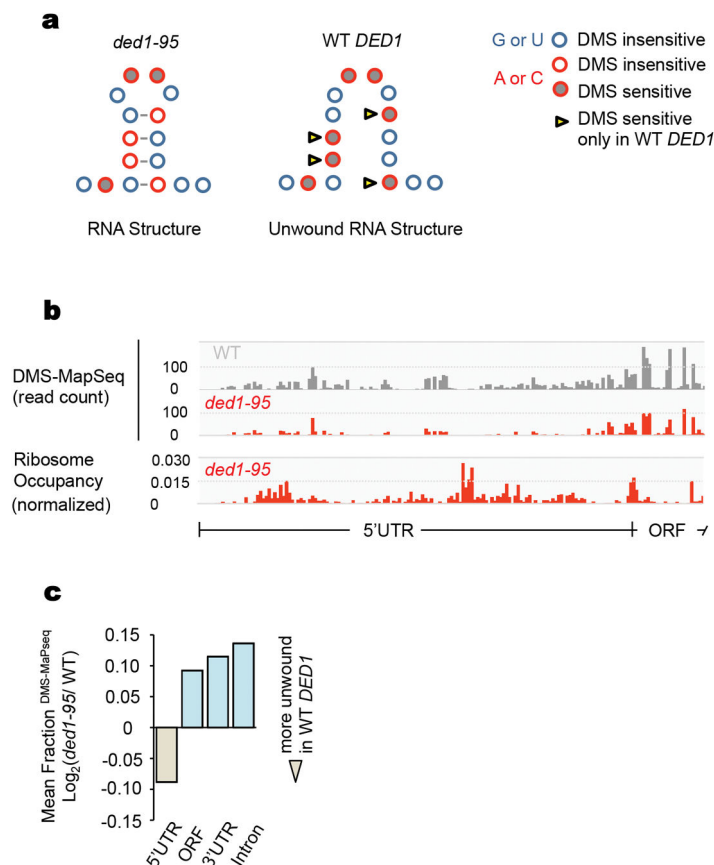 a
ded1-95
WT DED1
G or U
DMS insensitive
A or C
DMS insensitive
DMS sensitive
DMS sensitive
only in WT DED1
RNA Structure
Unwound RNA Structure
b
DMS-MapSeq
(read count)
WT
100
0
ded1-95
100
0
Ribosome
Occupancy
(normalized)
0.030
0.015
0
ded1-95
5'UTR
ORF
c
Mean Fraction DMS-MaPseq
Log2(ded1-95/ WT)
0.15
0.10
0.05
0
-0.05
-0.10
-0.15
5'UTR
ORF
3'UTR
Intron
more unwound
in WT DED1